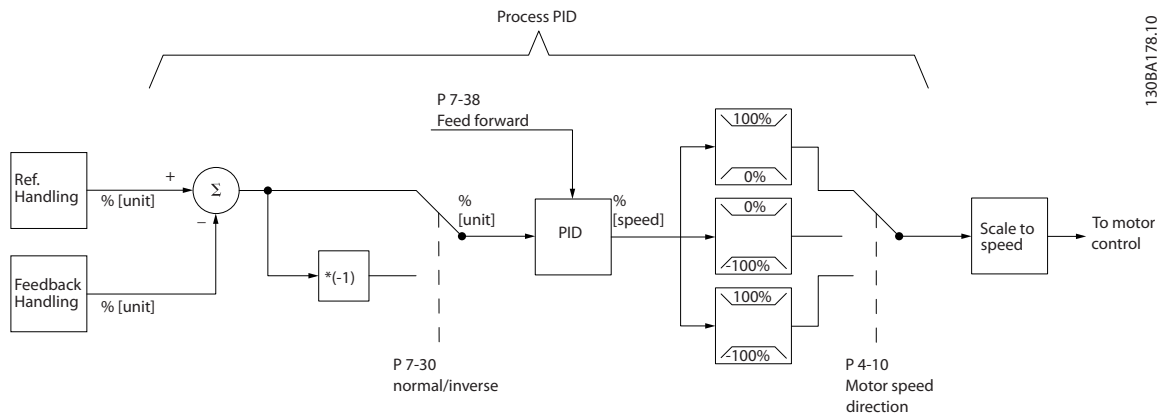 Process PID
130BA178.10
P 7-38
Feed forward
100%
0%
Ref.
Handling
+
% [unit]
Σ
_
%
[unit]
PID
%
[speed]
0%
-100%
Scale to
speed
To motor
control
Feedback
Handling
% [unit]
*(-1)
100%
-100%
P 7-30
normal/inverse
P 4-10
Motor speed
direction